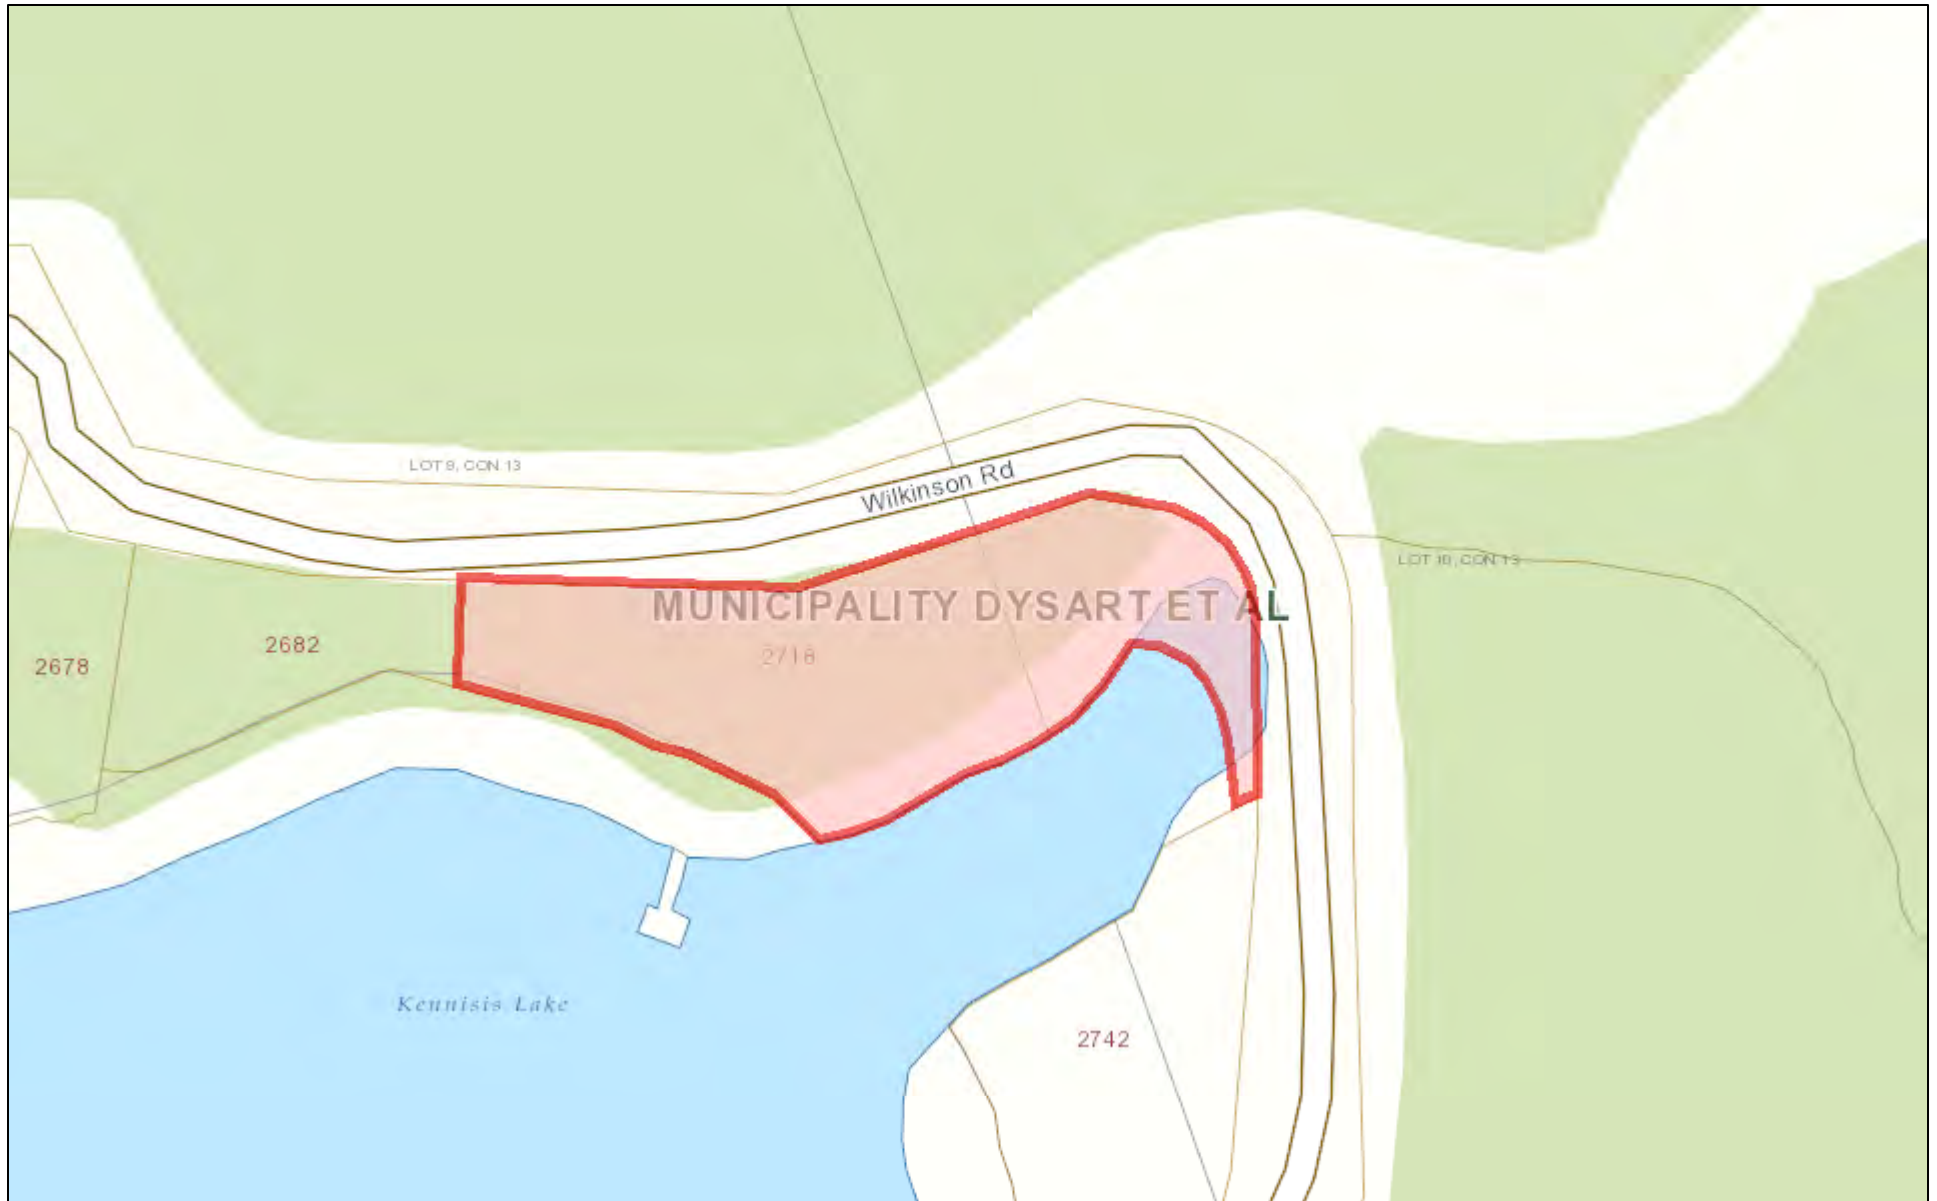 LOT 9, CON 13
Wilkinson Rd
LOT 10, CON 13
MUNICIPALITY DYSART ET AL
2718
2682
2678
Kennisis Lake
2742